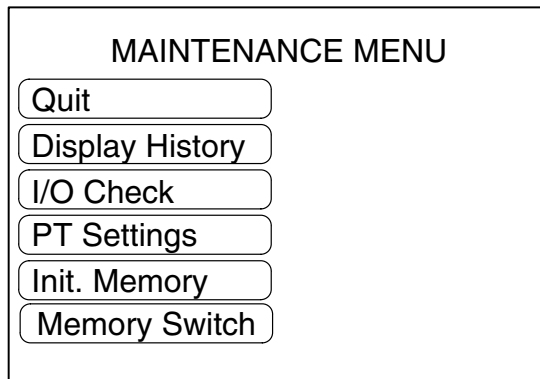 MAINTENANCE MENU
Quit
Display History
I/O Check
PT Settings
Init. Memory
Memory Switch